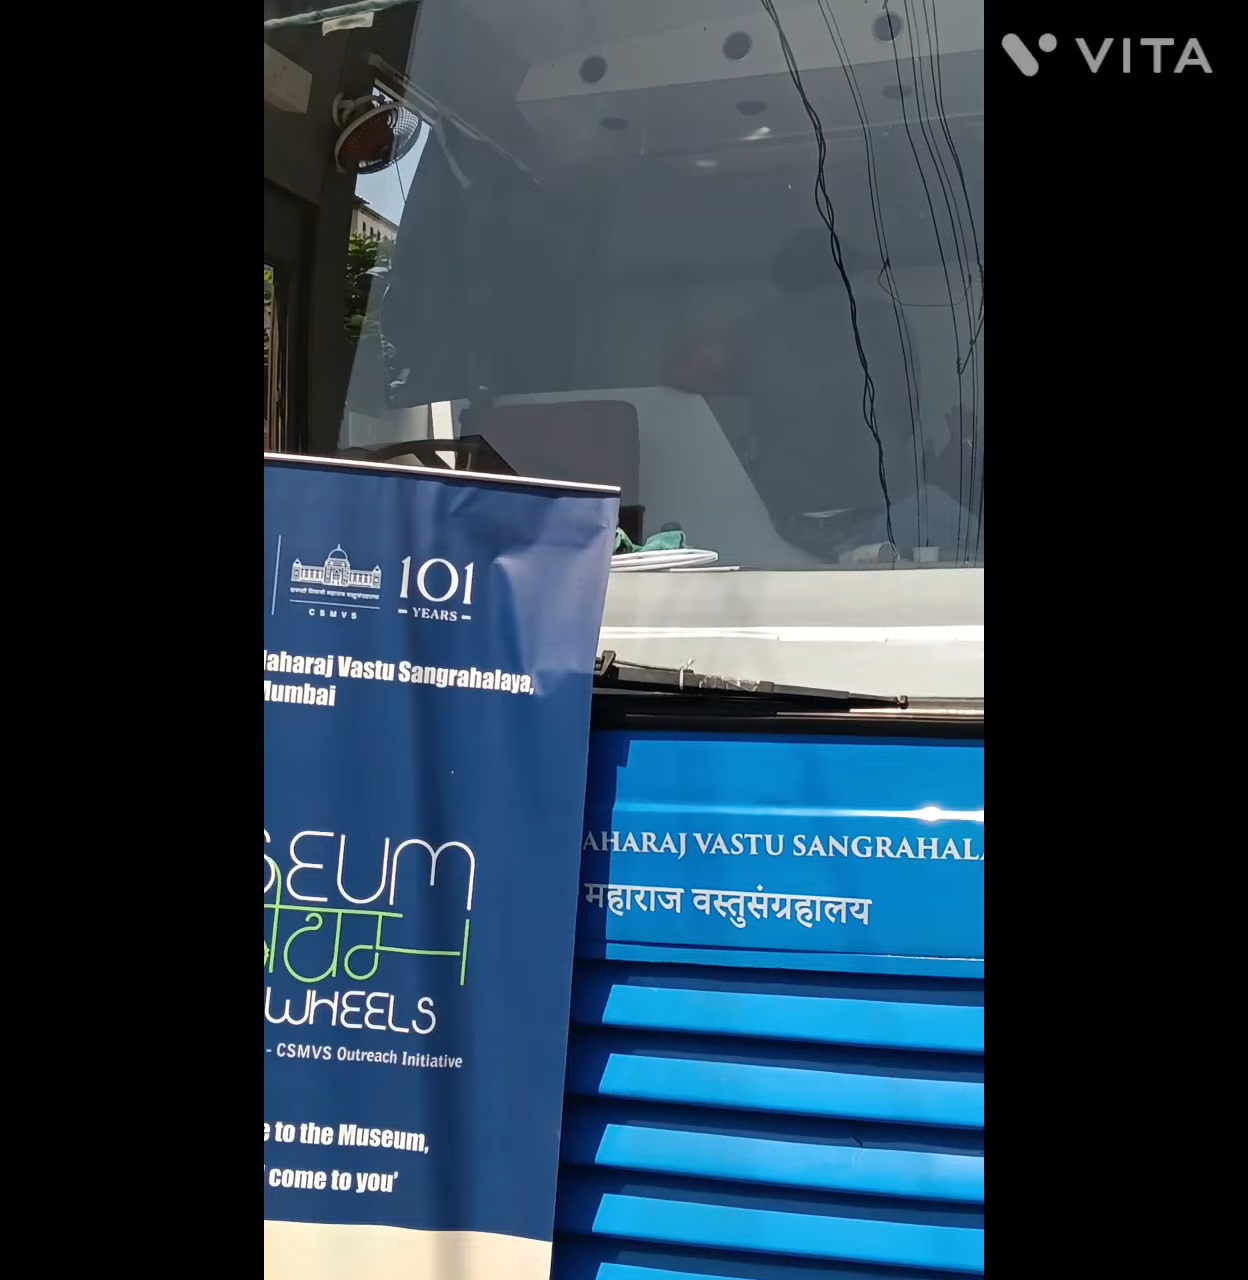 VITA
101
YEARS
CSMVS
aharaj Vastu Sangrahalaya,
umbai
SEUM
WHEELS
- CSMVS Outreach Initiative
e to the Museum,
come to you’
AHARAJ VASTU SANGRAHAL
महाराज वस्तुसंग्रहालय